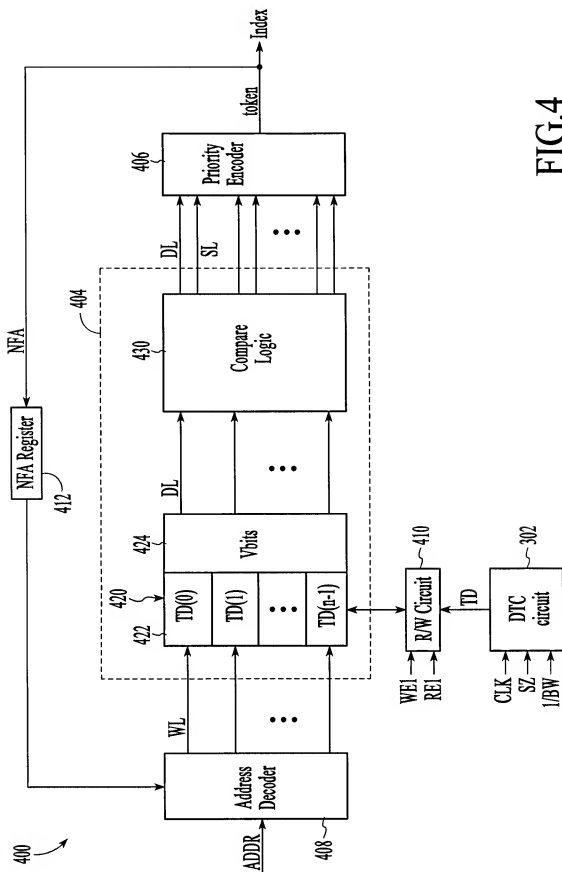 400
ADDR
Address
Decoder
408
WL
NFA Register
412
NFA
404
420
422
TD(0)
TD(1)
TD(n-1)
424
Vbits
DL
430
Compare
Logic
DL
SL
406
Priority
Encoder
token
Index
WE1
RE1
410
R/W Circuit
TD
302
DTC
circuit
CLK
SZ
1/BW
FIG.4